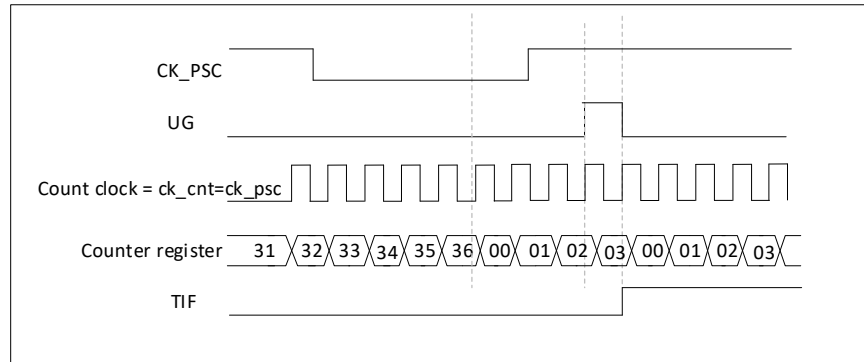 CK_PSC
UG
Count clock = ck_cnt=ck_psc
Counter register 31 32 33 34 35 36 00 01 02 03 00 01 02 03
TIF